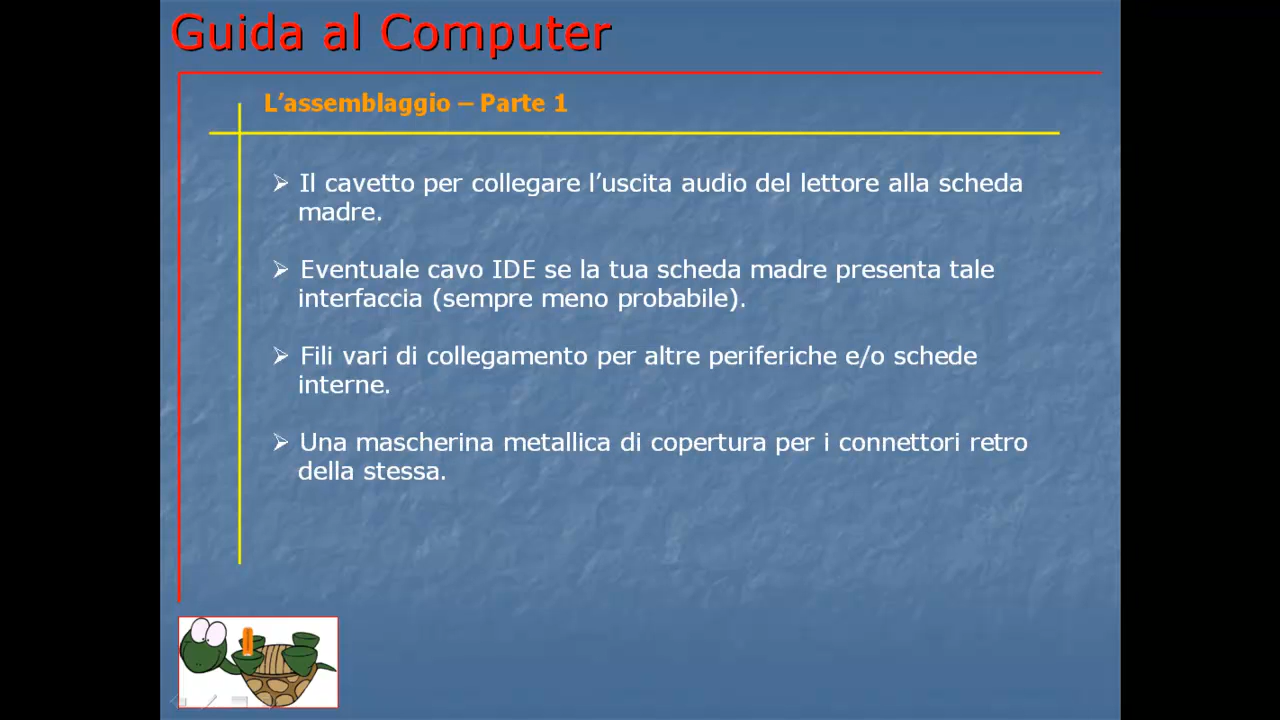 Guida al Computer
L’assemblaggio – Parte 1
➢ Il cavetto per collegare l’uscita audio del lettore alla scheda
madre.
➢ Eventuale cavo IDE se la tua scheda madre presenta tale
interfaccia (sempre meno probabile).
➢ Fili vari di collegamento per altre periferiche e/o schede
interne.
➢ Una mascherina metallica di copertura per i connettori retro
della stessa.